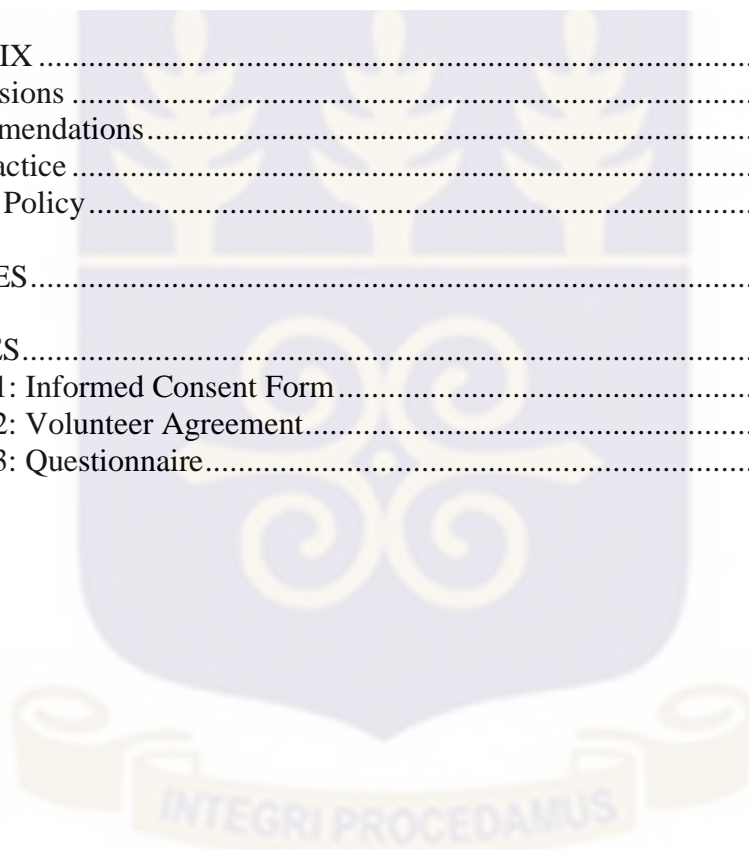 IX ..............................................................................................
sions ..............................................................................................
mendations..............................................................................................
actice ..............................................................................................
Policy..............................................................................................
ES..............................................................................................
ES..............................................................................................
1: Informed Consent Form..............................................................................................
2: Volunteer Agreement..............................................................................................
3: Questionnaire..............................................................................................
INTEGRI PROCEDAMUS